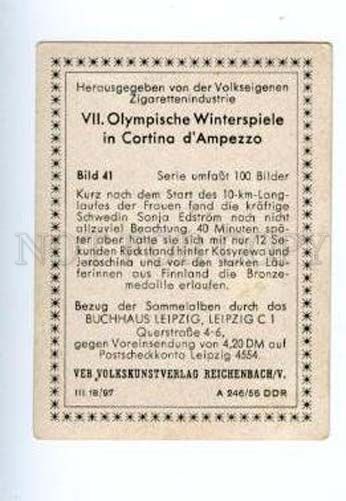 Herausgegeben von der Volkseigenen
Zigarettenindustrie
VII. Olympische Winterspiele
in Cortina d'Ampezzo
Bild 41 Serie umfaßt 100 Bilder
Kurz nach dem Start des 10-km-Lang-
laufes der Frauen fand die kräftige
Schwedin Sonja Edström noch nicht
allzuviel Beachtung. 40 Minuten spä-
ter aber hatte sie sich mit nur 12 Se-
kunden Rückstand hinter Kosyrewa und
Jeroschina und vor den starken Läu-
ferinnen aus Finnland die Bronze-
medaille erlaufen.
Bezug der Sammelalben durch das
BUCHHAUS LEIPZIG, LEIPZIG C 1
Querstraße 4-6,
gegen Voreinsendung von 4,20 DM auf
Postscheckkonto Leipzig 4554.
VEB VOLKSKUNSTVERLAG REICHENBACH/V.
III/18/97 A 246/56 DDR